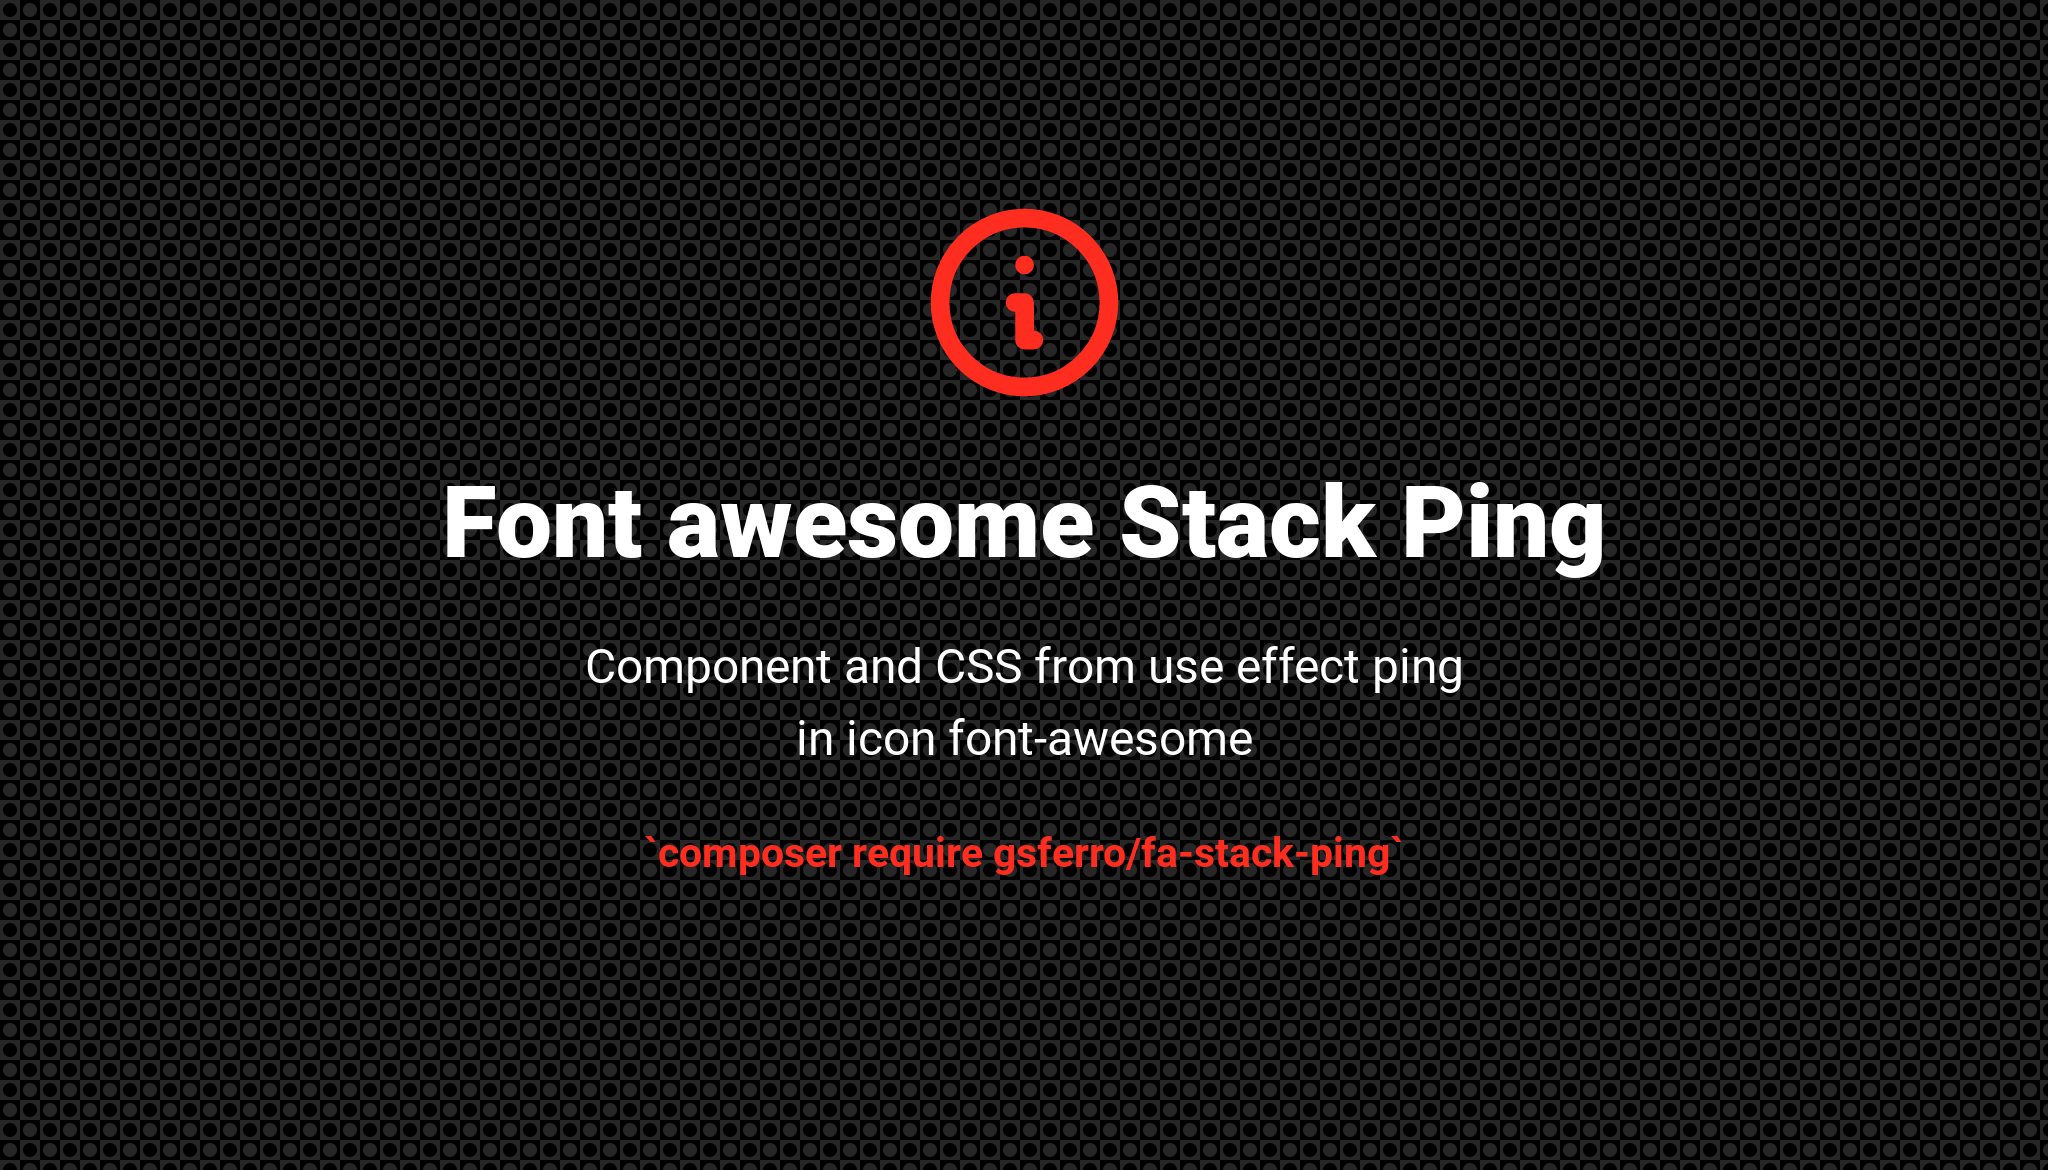 Font awesome Stack Ping
Component and CSS from use effect ping
in icon font-awesome
`composer require gsferro/fa-stack-ping`